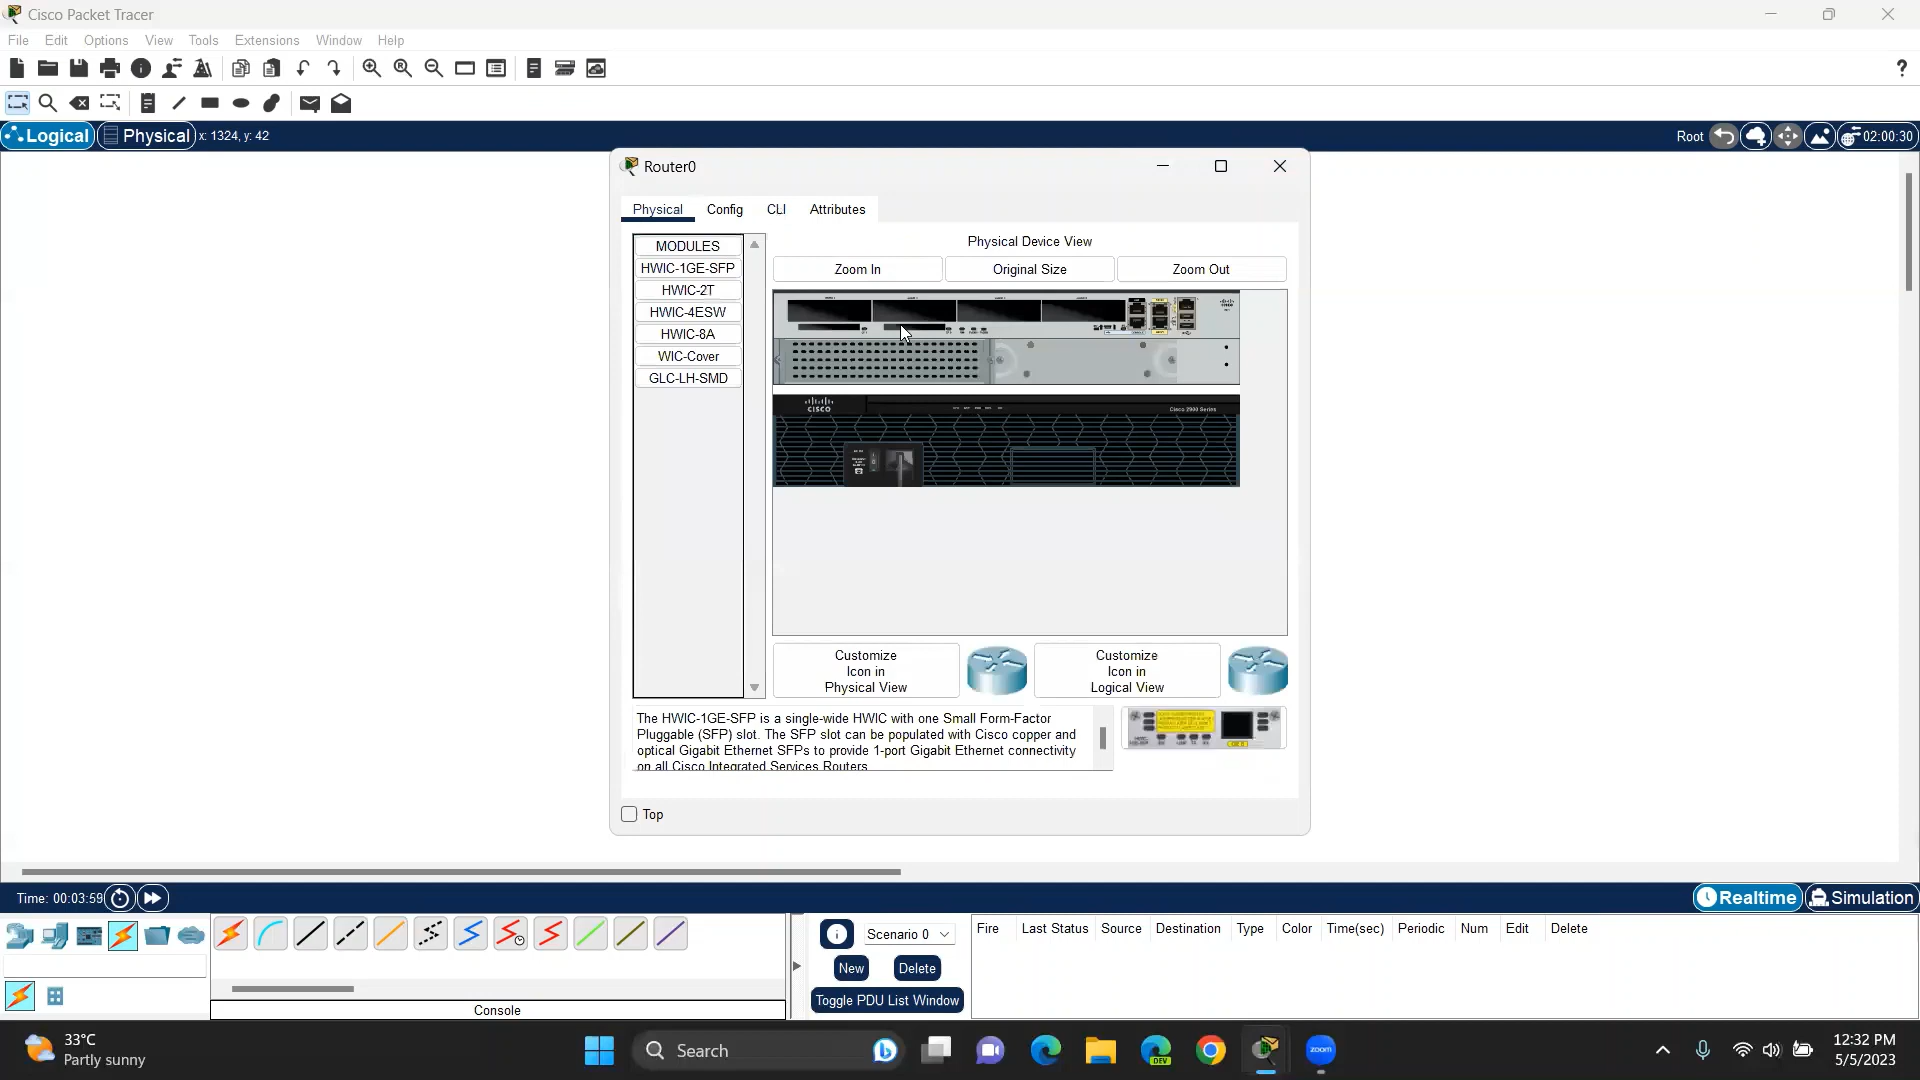 Cisco Packet Tracer
File Edit Options View Tools Extensions Window Help
?
Logical Physical x: 1324, y: 42 Root 02:00:30
Router0
Physical Config CLI Attributes
MODULES
HWIC-1GE-SFP
HWIC-2T
HWIC-4ESW
HWIC-8A
WIC-Cover
GLC-LH-SMD
Physical Device View
Zoom In Original Size Zoom Out
CISCO
Cisco 2900 Series
Customize
Icon in
Physical View
Customize
Icon in
Logical View
The HWIC-1GE-SFP is a single-wide HWIC with one Small Form-Factor
Pluggable (SFP) slot. The SFP slot can be populated with Cisco copper and
optical Gigabit Ethernet SFPs to provide 1-port Gigabit Ethernet connectivity
on all Cisco Integrated Services Routers
Top
Time: 00:03:59
Realtime Simulation
Scenario 0
New Delete
Toggle PDU List Window
Fire Last Status Source Destination Type Color Time(sec) Periodic Num Edit Delete
Console
33°C
Partly sunny
Search
DEV
zoom
12:32 PM
5/5/2023